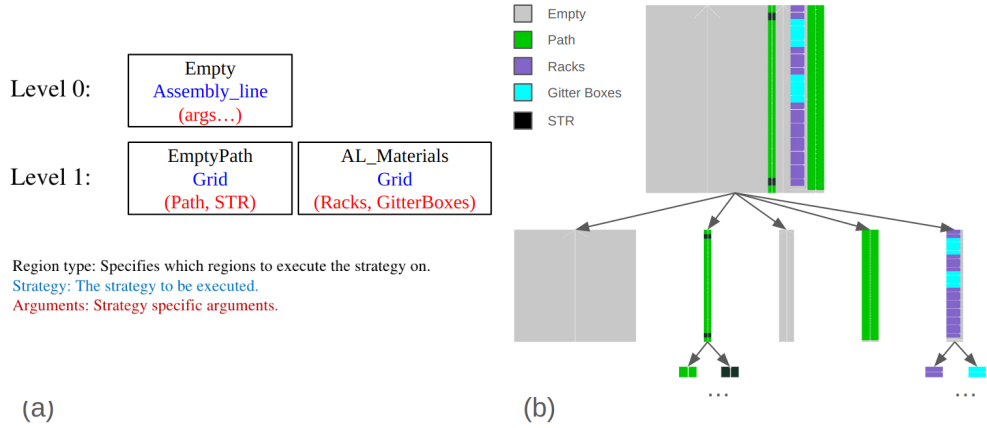 Level 0:
Empty
Assembly_line
(args…)
Level 1:
EmptyPath
Grid
(Path, STR)
AL_Materials
Grid
(Racks, GitterBoxes)
Region type: Specifies which regions to execute the strategy on.
Strategy: The strategy to be executed.
Arguments: Strategy specific arguments.
(a)
Empty
Path
Racks
Gitter Boxes
STR
...
...
(b)